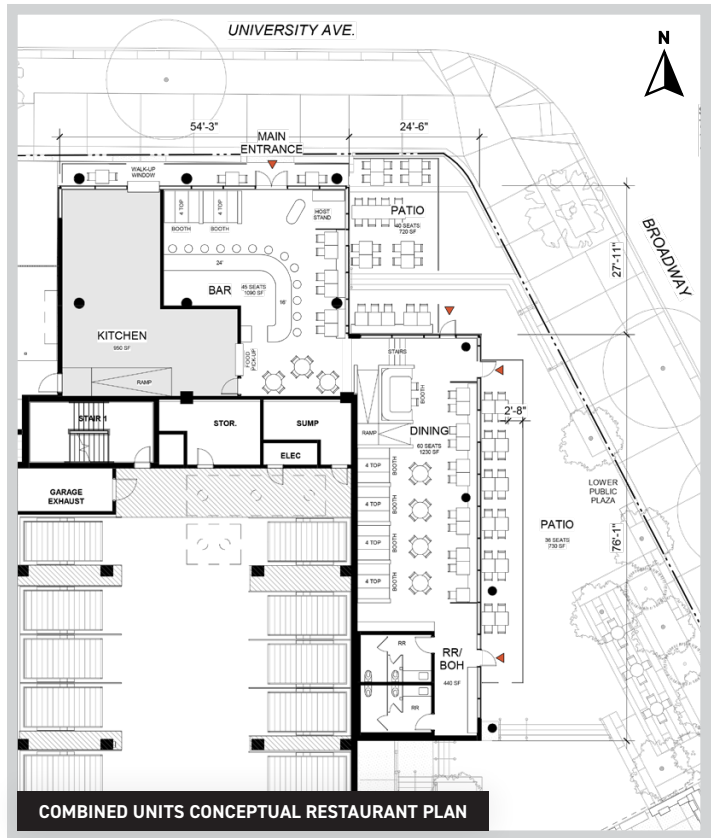 UNIVERSITY AVE.
N
54'-3"
24'-6"
MAIN
ENTRANCE
WALK-UP
WINDOW
4 TOP
4 TOP
BOOTH
BOOTH
HOST
STAND
PATIO
40 SEATS
720 SF
BROADWAY
27'-11"
24'
BAR
45 SEATS
1090 SF
16'
KITCHEN
950 SF
FOOD
PICK-UP
RAMP
STAIRS
BOOTH
2'-8"
STAIR 1
STOR.
SUMP
ELEC
RAMP
DINING
60 SEATS
1230 SF
GARAGE
EXHAUST
4 TOP
BOOTH
4 TOP
BOOTH
4 TOP
BOOTH
4 TOP
BOOTH
LOWER
PUBLIC
PLAZA
PATIO
36 SEATS
730 SF
76'-1"
RR
RR/
BOH
440 SF
RR
COMBINED UNITS CONCEPTUAL RESTAURANT PLAN